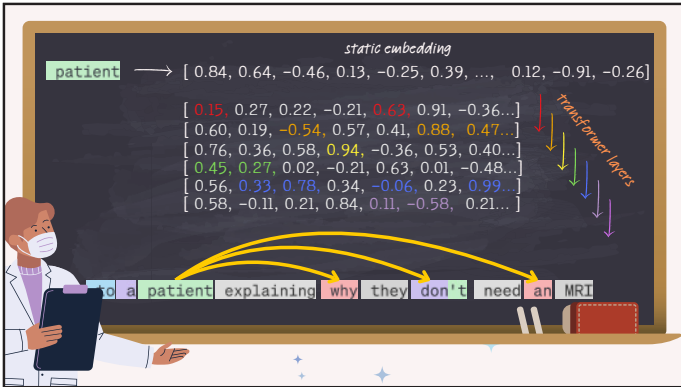 static embedding
patient [ 0.84, 0.64, −0.46, 0.13, −0.25, 0.39, ..., 0.12, −0.91, −0.26]
[ 0.15, 0.27, 0.22, −0.21, 0.63, 0.91, −0.36...]
[ 0.60, 0.19, −0.54, 0.57, 0.41, 0.88, 0.47...]
[ 0.76, 0.36, 0.58, 0.94, −0.36, 0.53, 0.40...]
[ 0.45, 0.27, 0.02, −0.21, 0.63, 0.01, −0.48...]
[ 0.56, 0.33, 0.78, 0.34, −0.06, 0.23, 0.99...]
[ 0.58, −0.11, 0.21, 0.84, 0.11, −0.58, 0.21... ]
transformer layers
to a patient explaining why they don't need an MRI